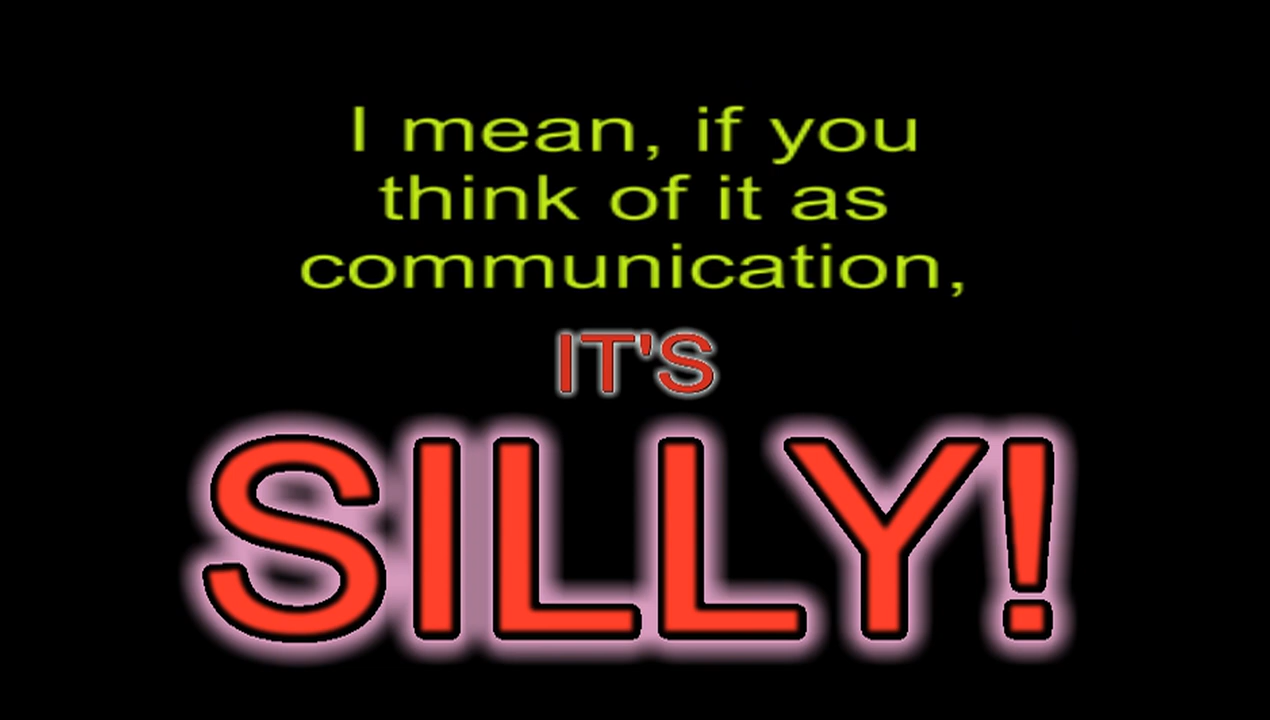 I mean, if you
think of it as
communication,
IT'S
SILLY!